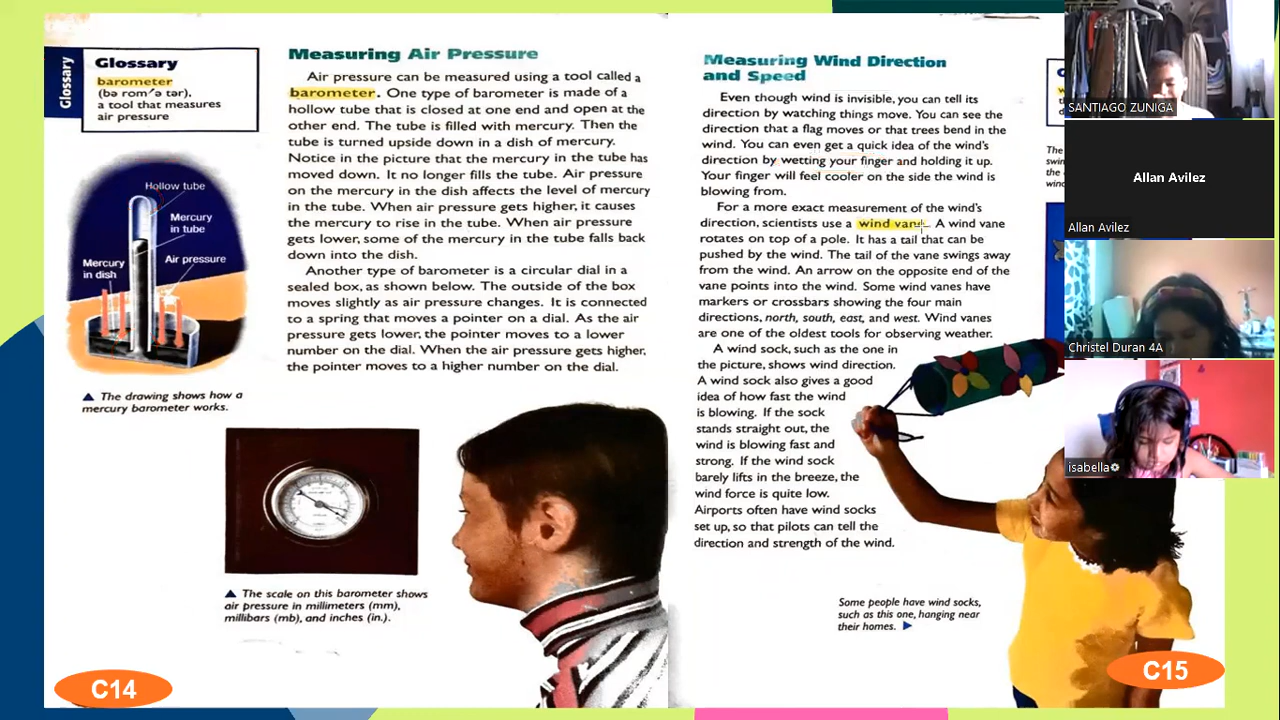 Glossary
Glossary
barometer
(bə rom′ə tər),
a tool that measures
air pressure
Hollow tube
Mercury
in tube
Mercury
in dish
Air pressure
▲ The drawing shows how a
mercury barometer works.
Measuring Air Pressure
Air pressure can be measured using a tool called a
barometer. One type of barometer is made of a
hollow tube that is closed at one end and open at the
other end. The tube is filled with mercury. Then the
tube is turned upside down in a dish of mercury.
Notice in the picture that the mercury in the tube has
moved down. It no longer fills the tube. Air pressure
on the mercury in the dish affects the level of mercury
in the tube. When air pressure gets higher, it causes
the mercury to rise in the tube. When air pressure
gets lower, some of the mercury in the tube falls back
down into the dish.
Another type of barometer is a circular dial in a
sealed box, as shown below. The outside of the box
moves slightly as air pressure changes. It is connected
to a spring that moves a pointer on a dial. As the air
pressure gets lower, the pointer moves to a lower
number on the dial. When the air pressure gets higher,
the pointer moves to a higher number on the dial.
▲ The scale on this barometer shows
air pressure in millimeters (mm),
millibars (mb), and inches (in.).
C14
Measuring Wind Direction
and Speed
Even though wind is invisible, you can tell its
direction by watching things move. You can see the
direction that a flag moves or that trees bend in the
wind. You can even get a quick idea of the wind's
direction by wetting your finger and holding it up.
Your finger will feel cooler on the side the wind is
blowing from.
For a more exact measurement of the wind's
direction, scientists use a wind vane. A wind vane
rotates on top of a pole. It has a tail that can be
pushed by the wind. The tail of the vane swings away
from the wind. An arrow on the opposite end of the
vane points into the wind. Some wind vanes have
markers or crossbars showing the four main
directions, north, south, east, and west. Wind vanes
are one of the oldest tools for observing weather.
A wind sock, such as the one in
the picture, shows wind direction.
A wind sock also gives a good
idea of how fast the wind
is blowing. If the sock
stands straight out, the
wind is blowing fast and
strong. If the wind sock
barely lifts in the breeze, the
wind force is quite low.
Airports often have wind socks
set up, so that pilots can tell the
direction and strength of the wind.
Some people have wind socks,
such as this one, hanging near
their homes. ▶
C15
The
SANTIAGO ZUNIGA
Allan Avilez
Allan Avilez
Christel Duran 4A
isabella